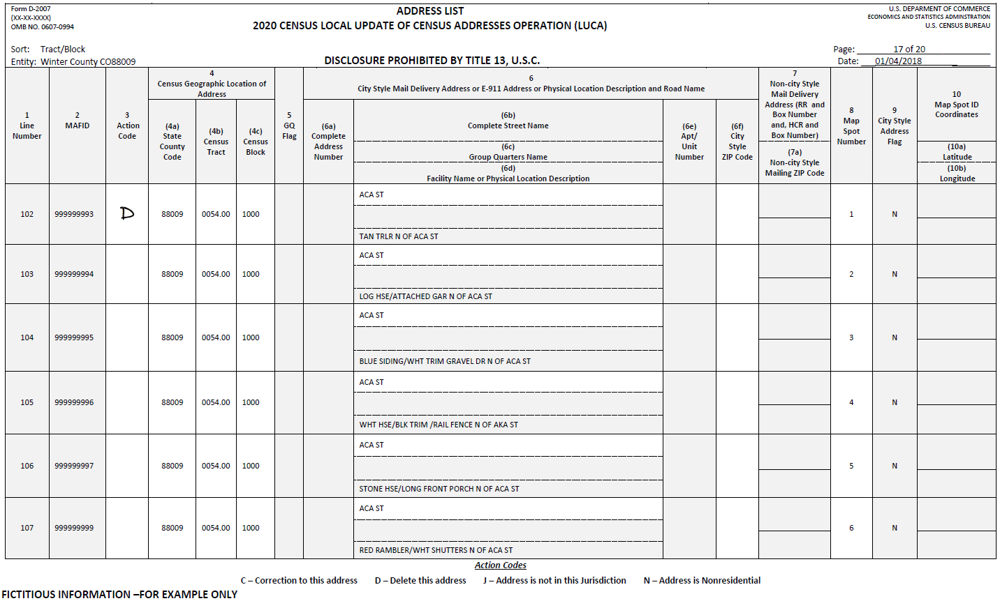 Form D-2007
(XX-XX-XXXX)
OMB NO. 0607-0994
ADDRESS LIST
2020 CENSUS LOCAL UPDATE OF CENSUS ADDRESSES OPERATION (LUCA)
U.S. DEPARTMENT OF COMMERCE
ECONOMICS AND STATISTICS ADMINSTRATION
U.S. CENSUS BUREAU
Sort: Tract/Block
Entity: Winter County CO88009
DISCLOSURE PROHIBITED BY TITLE 13, U.S.C.
Page: 17 of 20
Date: 01/04/2018
1
Line
Number
2
MAFID
3
Action
Code
4
Census Geographic Location of
Address
(4a)
State
County
Code
(4b)
Census
Tract
(4c)
Census
Block
5
GQ
Flag
6
City Style Mail Delivery Address or E-911 Address or Physical Location Description and Road Name
(6a)
Complete
Address
Number
(6b)
Complete Street Name
(6c)
Group Quarters Name
(6d)
Facility Name or Physical Location Description
(6e)
Apt/
Unit
Number
(6f)
City
Style
ZIP Code
7
Non-city Style
Mail Delivery
Address (RR and
Box Number
and, HCR and
Box Number)
(7a)
Non-city Style
Mailing ZIP Code
8
Map
Spot
Number
9
City Style
Address
Flag
10
Map Spot ID
Coordinates
(10a)
Latitude
(10b)
Longitude
ACA ST
102 999999993 D 88009 0054.00 1000 1 N
TAN TRLR N OF ACA ST
ACA ST
103 999999994 88009 0054.00 1000 2 N
LOG HSE/ATTACHED GAR N OF ACA ST
ACA ST
104 999999995 88009 0054.00 1000 3 N
BLUE SIDING/WHT TRIM GRAVEL DR N OF ACA ST
ACA ST
105 999999996 88009 0054.00 1000 4 N
WHT HSE/BLK TRIM /RAIL FENCE N OF AKA ST
ACA ST
106 999999997 88009 0054.00 1000 5 N
STONE HSE/LONG FRONT PORCH N OF ACA ST
ACA ST
107 999999999 88009 0054.00 1000 6 N
RED RAMBLER/WHT SHUTTERS N OF ACA ST
Action Codes
C – Correction to this address D – Delete this address J – Address is not in this Jurisdiction N – Address is Nonresidential
FICTITIOUS INFORMATION –FOR EXAMPLE ONLY